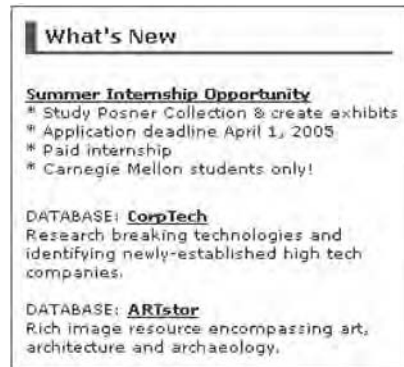 What's New
Summer Internship Opportunity
* Study Posner Collection & create exhibits
* Application deadline April 1, 2005
* Paid internship
* Carnegie Mellon students only!
DATABASE: CorpTech
Research breaking technologies and
identifying newly-established high tech
companies.
DATABASE: ARTstor
Rich image resource encompassing art,
architecture and archaeology.